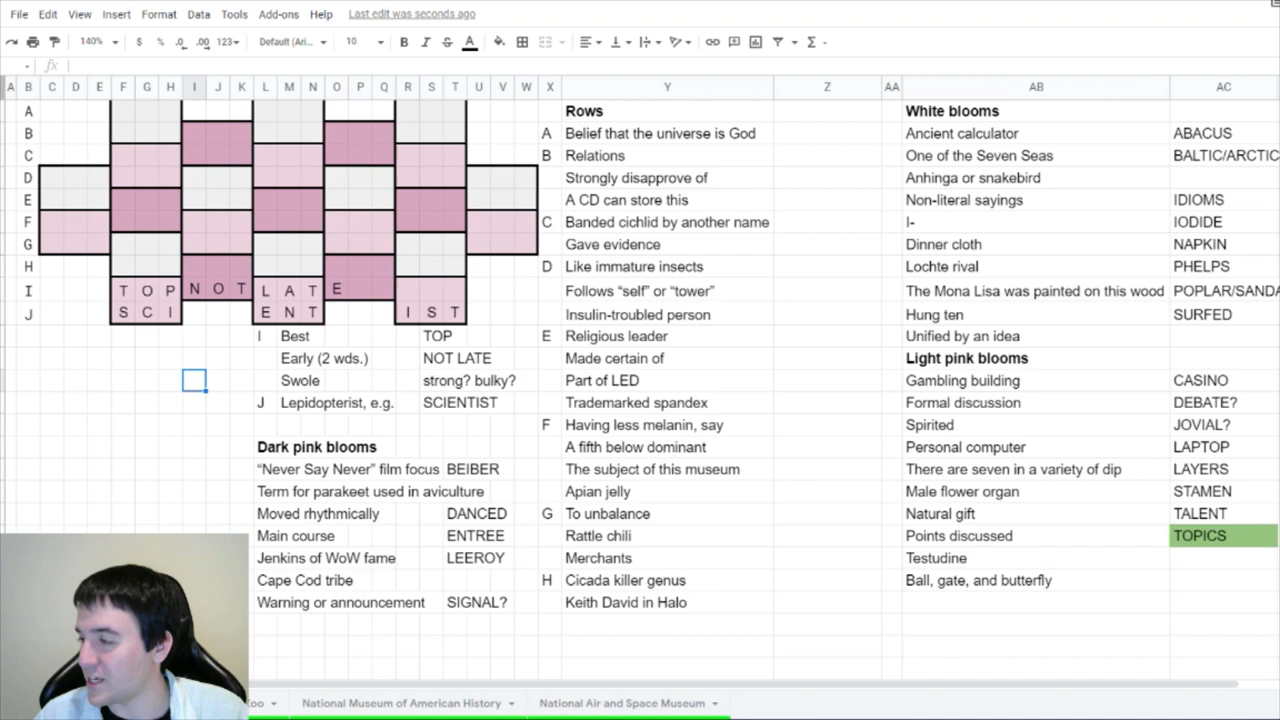 File Edit View Insert Format Data Tools Add-ons Help Last edit was seconds ago
140% $ % .0 .00 123 Default (Ari... 10 B I S A
fx
A B C D E F G H I J K L M N O P Q R S T U V W X Y Z AA AB AC
A Rows White blooms
B A Belief that the universe is God Ancient calculator ABACUS
C B Relations One of the Seven Seas BALTIC/ARCTIC
D Strongly disapprove of Anhinga or snakebird
E A CD can store this Non-literal sayings IDIOMS
F C Banded cichlid by another name I- IODIDE
G Gave evidence Dinner cloth NAPKIN
H D Like immature insects Lochte rival PHELPS
I T O P N O T L A T E Follows “self” or “tower” The Mona Lisa was painted on this wood POPLAR/SANDA
J S C I E N T I S T Insulin-troubled person Hung ten SURFED
I Best TOP E Religious leader Unified by an idea
Early (2 wds.) NOT LATE Made certain of Light pink blooms
Swole strong? bulky? Part of LED Gambling building CASINO
J Lepidopterist, e.g. SCIENTIST Trademarked spandex Formal discussion DEBATE?
F Having less melanin, say Spirited JOVIAL?
Dark pink blooms A fifth below dominant Personal computer LAPTOP
“Never Say Never” film focus BEIBER The subject of this museum There are seven in a variety of dip LAYERS
Term for parakeet used in aviculture Apian jelly Male flower organ STAMEN
Moved rhythmically DANCED G To unbalance Natural gift TALENT
Main course ENTREE Rattle chili Points discussed TOPICS
Jenkins of WoW fame LEEROY Merchants Testudine
Cape Cod tribe H Cicada killer genus Ball, gate, and butterfly
Warning or announcement SIGNAL? Keith David in Halo
oo National Museum of American History National Air and Space Museum